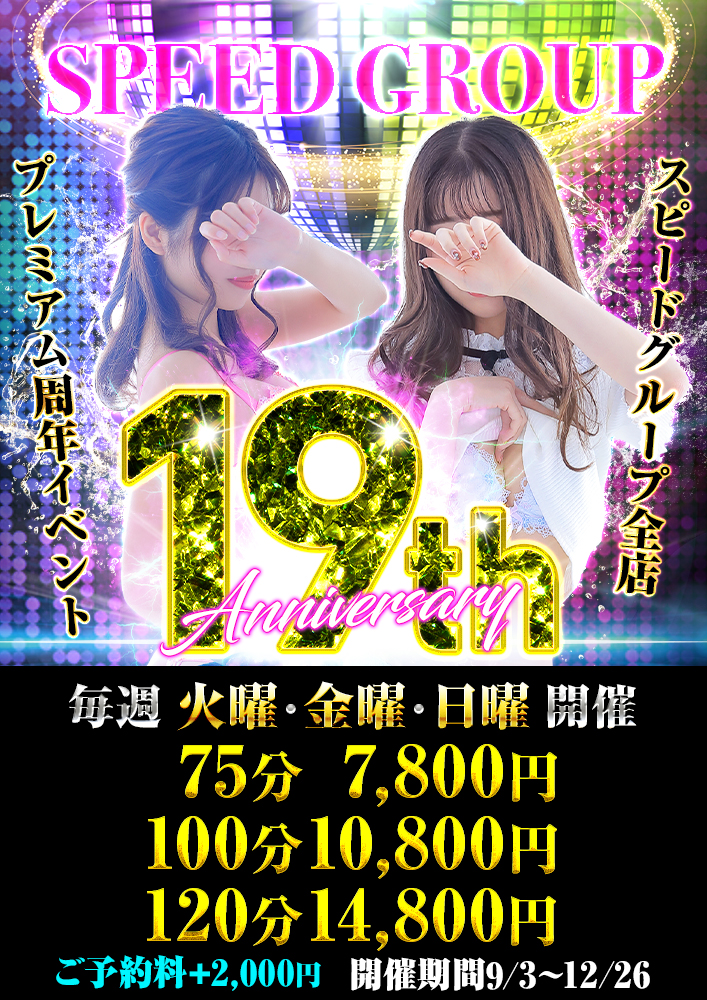 SPEED GROUP
スピードグループ全店
プレミアム周年イベント
19th
Anniversary
毎週 火曜・金曜・日曜 開催
75分 7,800円
100分 10,800円
120分 14,800円
ご予約料+2,000円 開催期間9/3~12/26